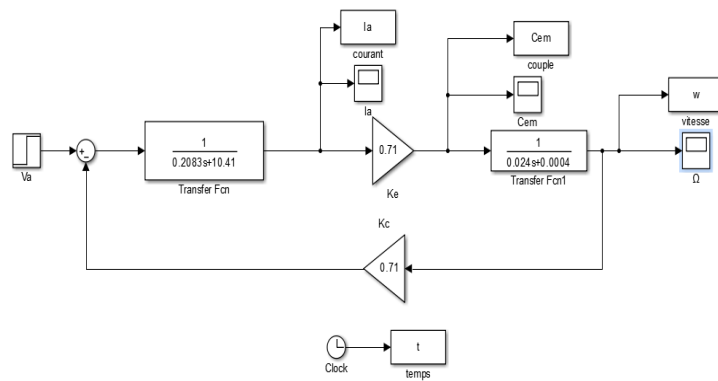 Ia
courant
Ia
Cem
couple
Cem
w
vitesse
Ω
Va
+
−
1
0.2083s+10.41
Transfer Fcn
0.71
Ke
1
0.024s+0.0004
Transfer Fcn1
Kc
0.71
Clock
t
temps